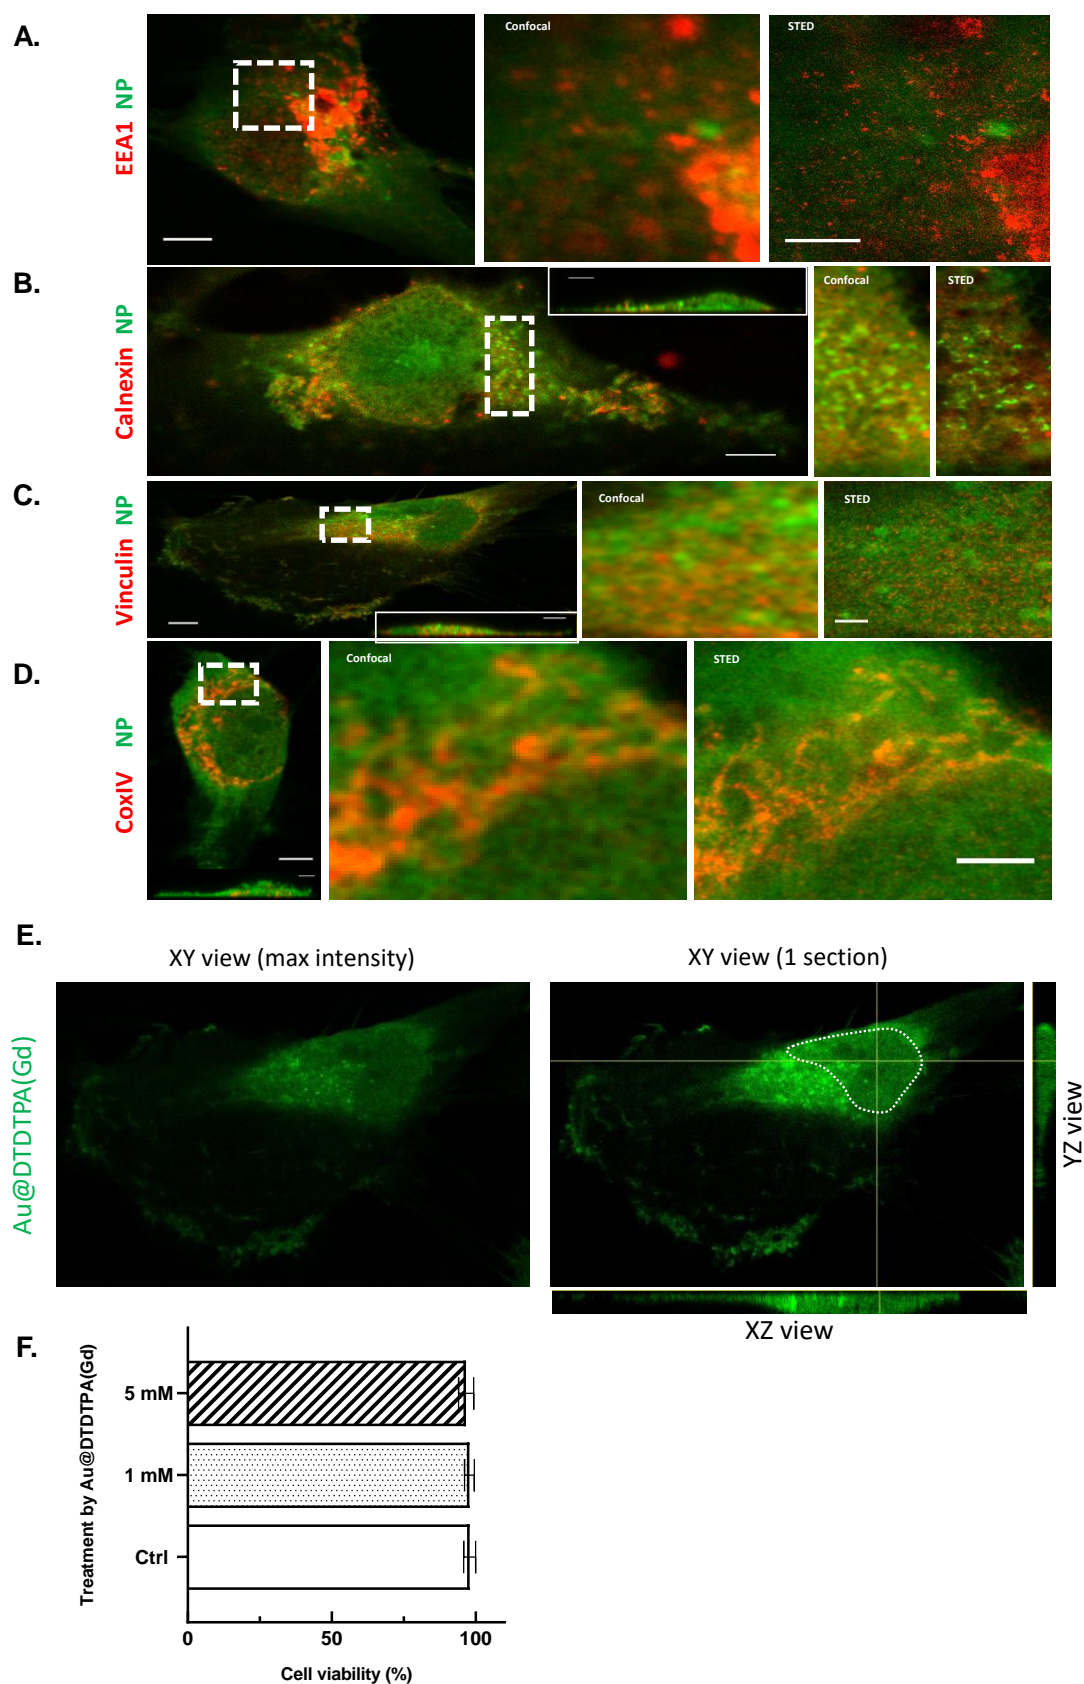 A.
EEA1 NP
Confocal
STED
B.
Calnexin NP
Confocal
STED
C.
Vinculin NP
Confocal
STED
D.
CoxIV NP
Confocal
STED
E.
XY view (max intensity)
XY view (1 section)
Au@DTDTPA(Gd)
YZ view
XZ view
F.
Treatment by Au@DTDTPA(Gd)
5 mM
1 mM
Ctrl
0
50
100
Cell viability (%)